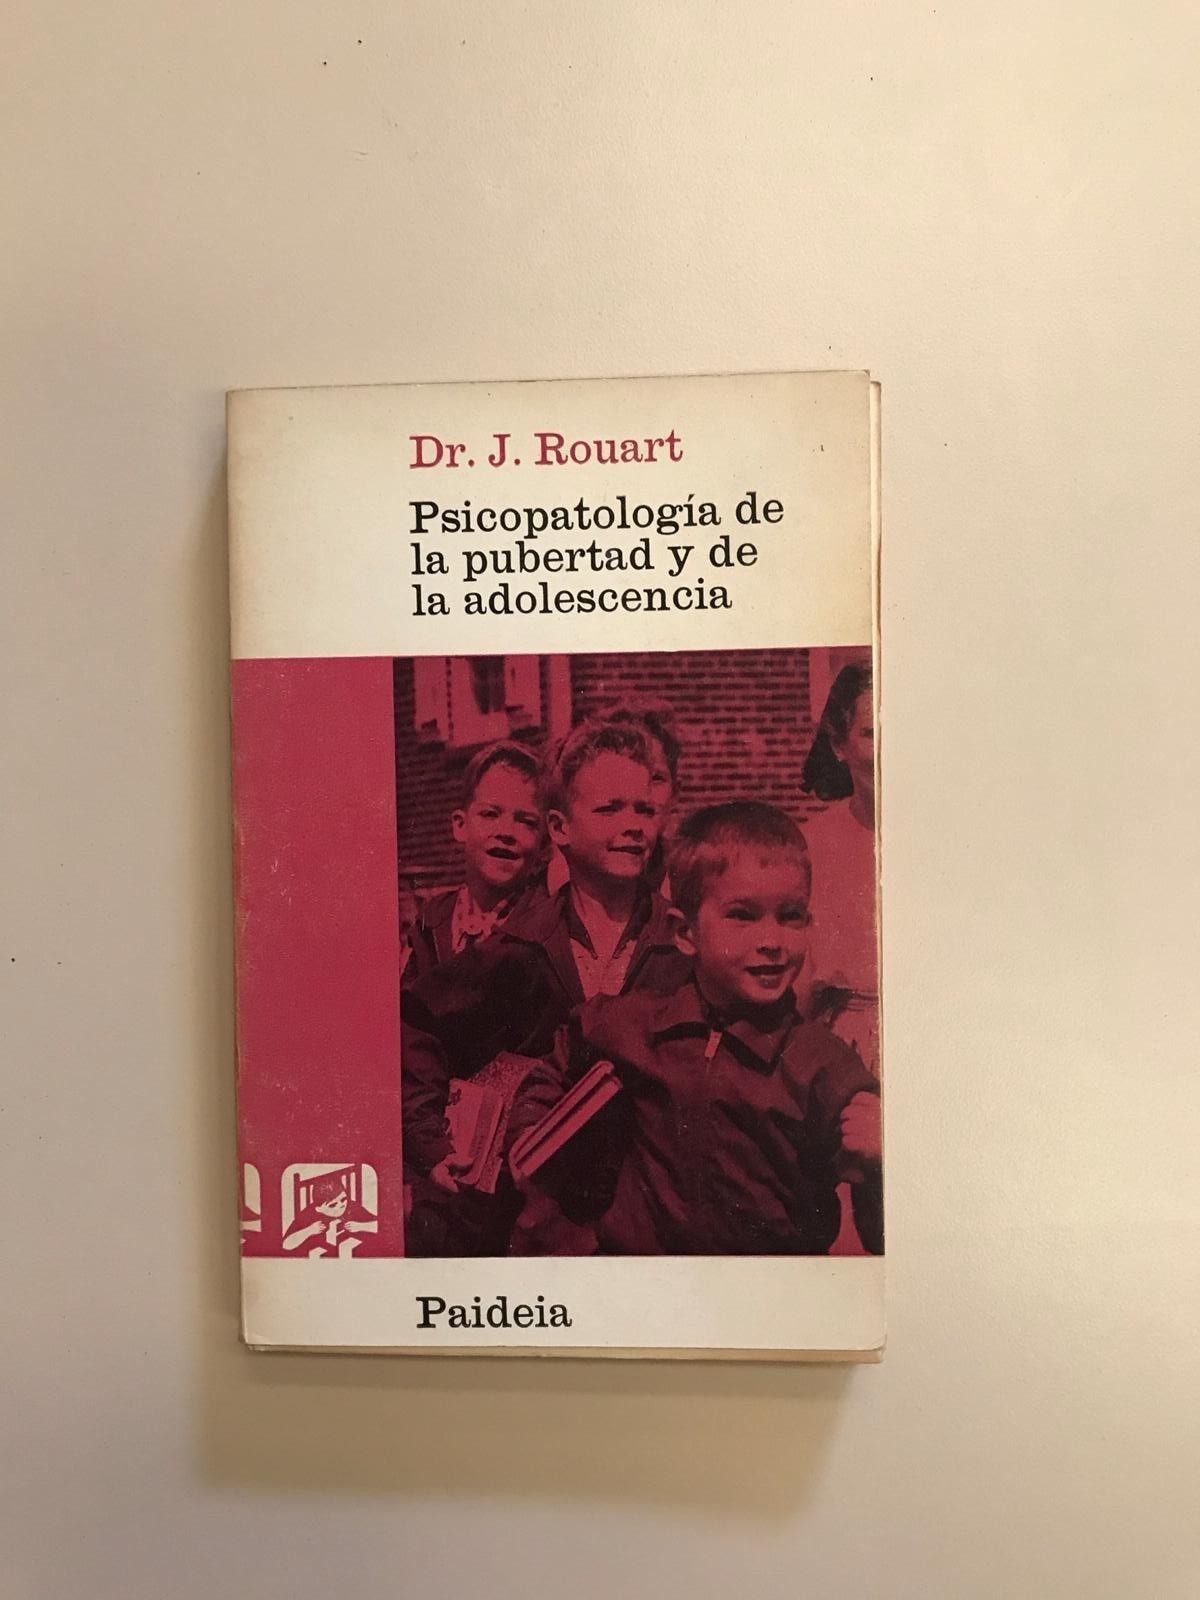 Dr. J. Rouart
Psicopatología de
la pubertad y de
la adolescencia
Paideia